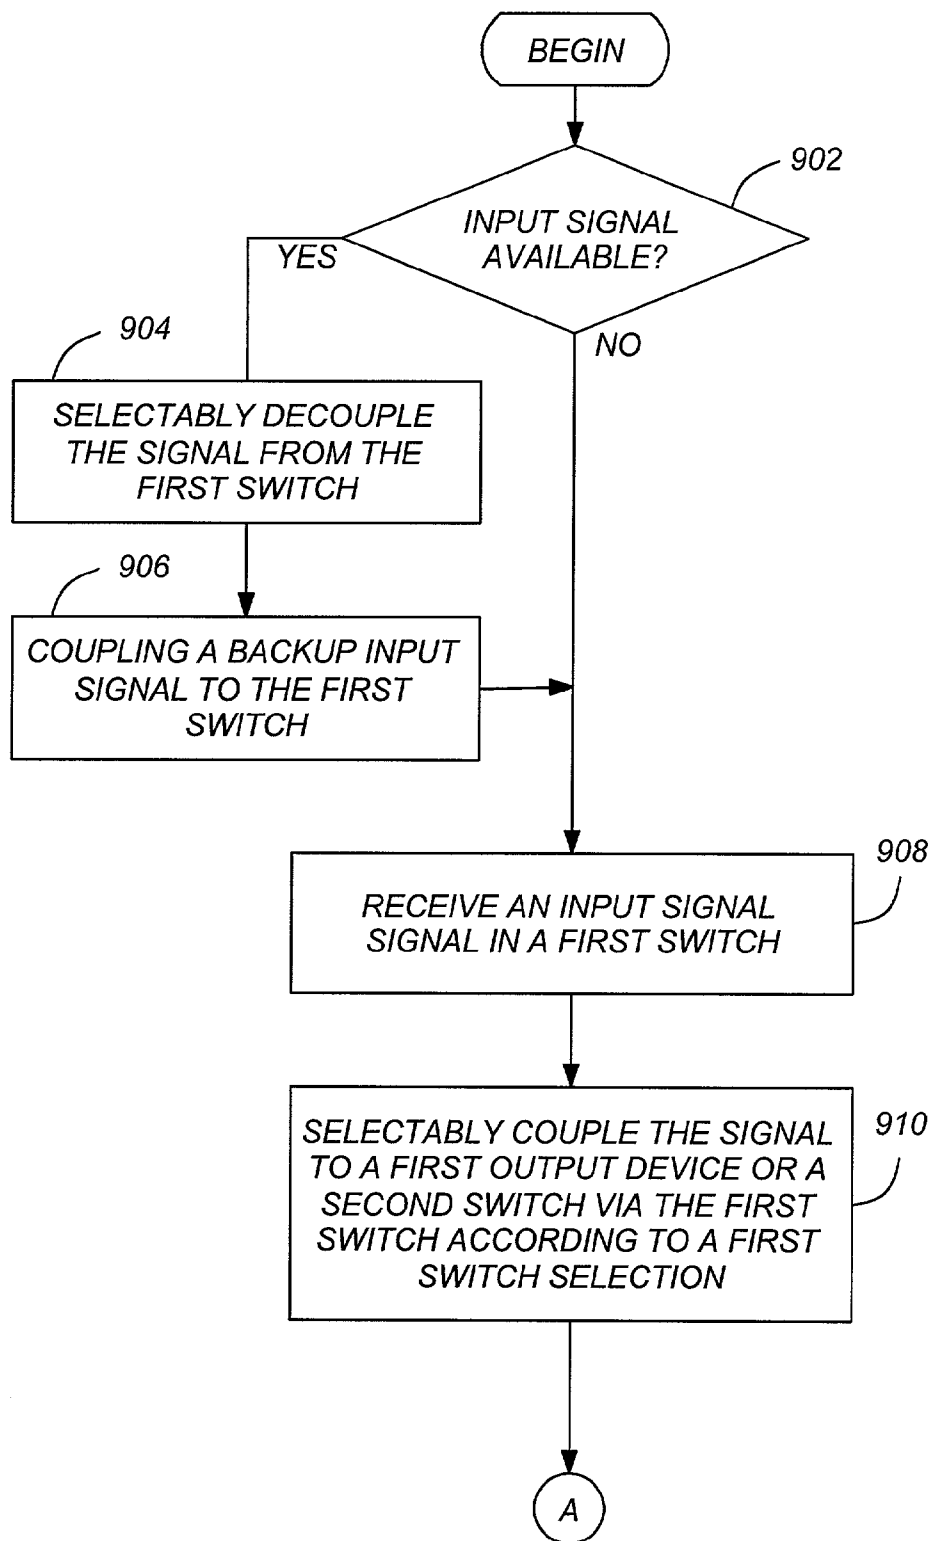 BEGIN
902
INPUT SIGNAL
AVAILABLE?
YES
NO
904
SELECTABLY DECOUPLE
THE SIGNAL FROM THE
FIRST SWITCH
906
COUPLING A BACKUP INPUT
SIGNAL TO THE FIRST
SWITCH
908
RECEIVE AN INPUT SIGNAL
SIGNAL IN A FIRST SWITCH
910
SELECTABLY COUPLE THE SIGNAL
TO A FIRST OUTPUT DEVICE OR A
SECOND SWITCH VIA THE FIRST
SWITCH ACCORDING TO A FIRST
SWITCH SELECTION
A